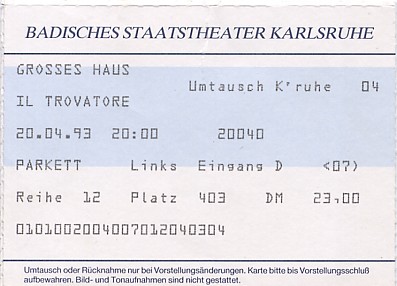 BADISCHES STAATSTHEATER KARLSRUHE
GROSSES HAUS
Umtausch K'ruhe 04
IL TROVATORE
20.04.93 20:00 20040
PARKETT Links Eingang D <07)
Reihe 12 Platz 403 DM 23,00
0101002004007012040304
Umtausch oder Rücknahme nur bei Vorstellungsänderungen. Karte bitte bis Vorstellungsschluß
aufbewahren. Bild- und Tonaufnahmen sind nicht gestattet.